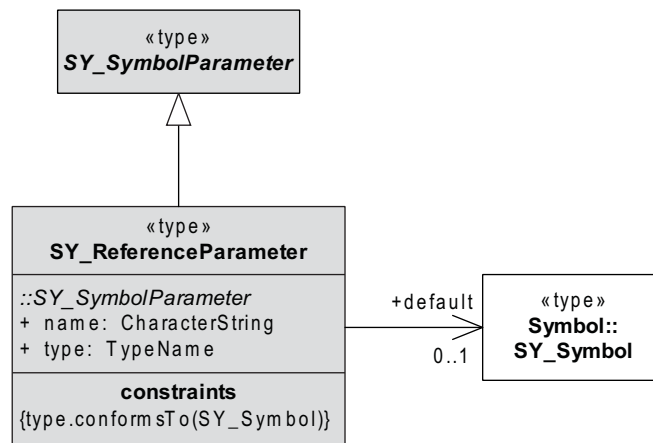 «type»
SY_SymbolParameter
«type»
SY_ReferenceParameter
::SY_SymbolParameter
+ name: CharacterString
+ type: TypeName
constraints
{type.conformsTo(SY_Symbol)}
+default
0..1
«type»
Symbol::
SY_Symbol